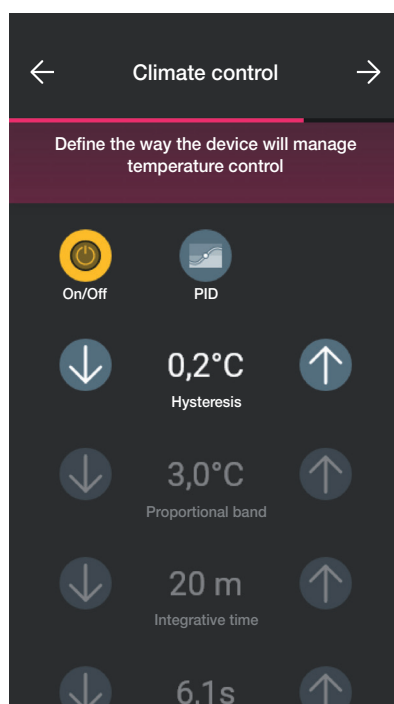 Climate control
Define the way the device will manage
temperature control
On/Off
PID
0,2°C
Hysteresis
3,0°C
Proportional band
20 m
Integrative time
6,1s